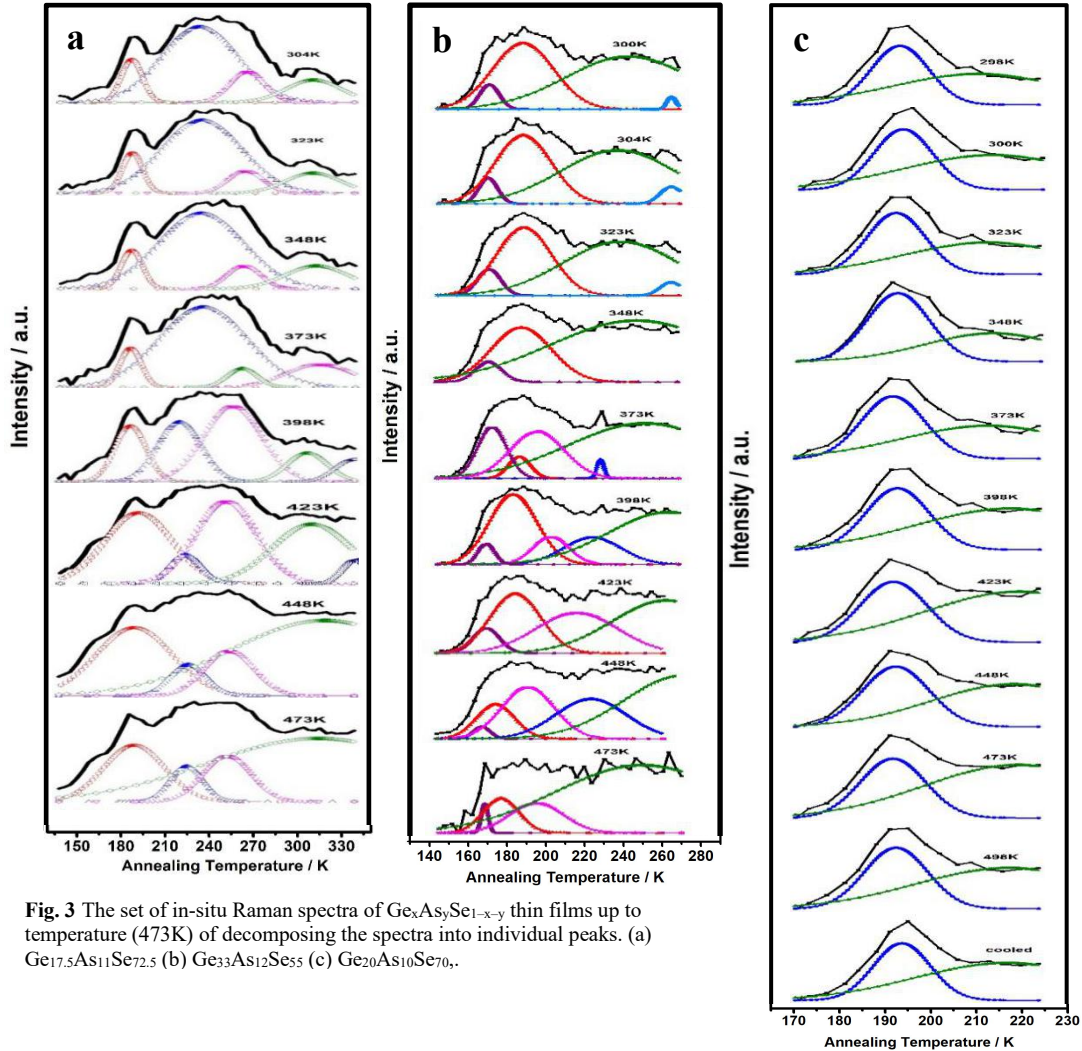 a
304K
323K
348K
373K
398K
423K
448K
473K
Intensity / a.u.
130 150 180 210 240 270 300 330
Annealing Temperature / K
b
300K
304K
323K
348K
373K
398K
423K
448K
473K
Intensity / a.u.
140 160 180 200 220 240 260 280
Annealing Temperature / K
c
298K
300K
323K
348K
373K
398K
423K
448K
473K
498K
cooled
Intensity / a.u.
170 180 190 200 210 220 230
Annealing Temperature / K
Fig. 3 The set of in-situ Raman spectra of GexAsySe1–x–y thin films up to
temperature (473K) of decomposing the spectra into individual peaks. (a)
Ge17.5As11Se72.5 (b) Ge33As12Se55 (c) Ge20As10Se70,.